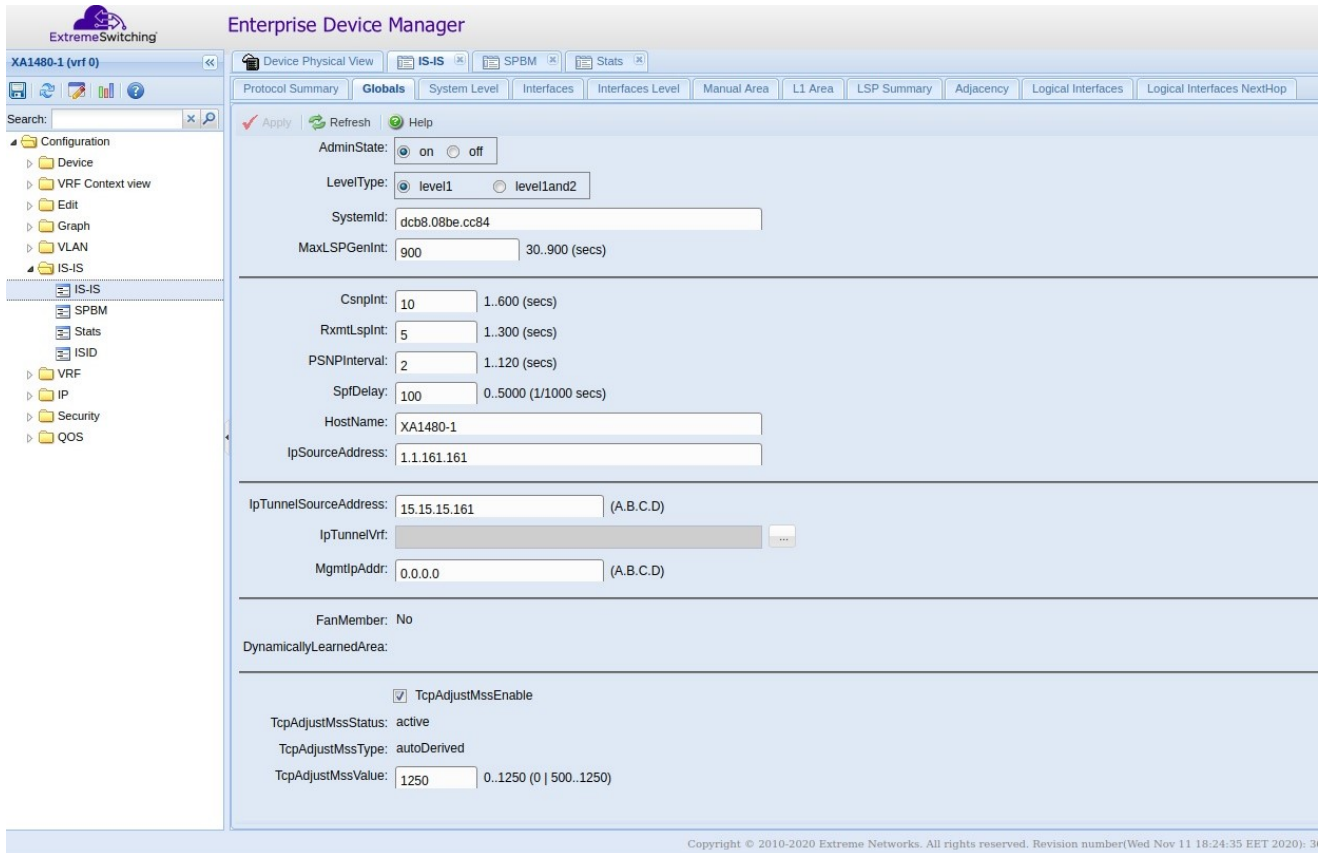 ExtremeSwitching
Enterprise Device Manager
XA1480-1 (vrf 0)
Device Physical View IS-IS SPBM Stats
Protocol Summary Globals System Level Interfaces Interfaces Level Manual Area L1 Area LSP Summary Adjacency Logical Interfaces Logical Interfaces NextHop
Search:
Configuration
Device
VRF Context view
Edit
Graph
VLAN
IS-IS
IS-IS
SPBM
Stats
ISID
VRF
IP
Security
QOS
Apply Refresh Help
AdminState: on off
LevelType: level1 level1and2
SystemId: dcb8.08be.cc84
MaxLSPGenInt: 900 30..900 (secs)
CsnpInt: 10 1..600 (secs)
RxmtLspInt: 5 1..300 (secs)
PSNPInterval: 2 1..120 (secs)
SpfDelay: 100 0..5000 (1/1000 secs)
HostName: XA1480-1
IpSourceAddress: 1.1.161.161
IpTunnelSourceAddress: 15.15.15.161 (A.B.C.D)
IpTunnelVrf: ...
MgmtIpAddr: 0.0.0.0 (A.B.C.D)
FanMember: No
DynamicallyLearnedArea:
TcpAdjustMssEnable
TcpAdjustMssStatus: active
TcpAdjustMssType: autoDerived
TcpAdjustMssValue: 1250 0..1250 (0 | 500..1250)
Copyright © 2010-2020 Extreme Networks. All rights reserved. Revision number(Wed Nov 11 18:24:35 EET 2020):